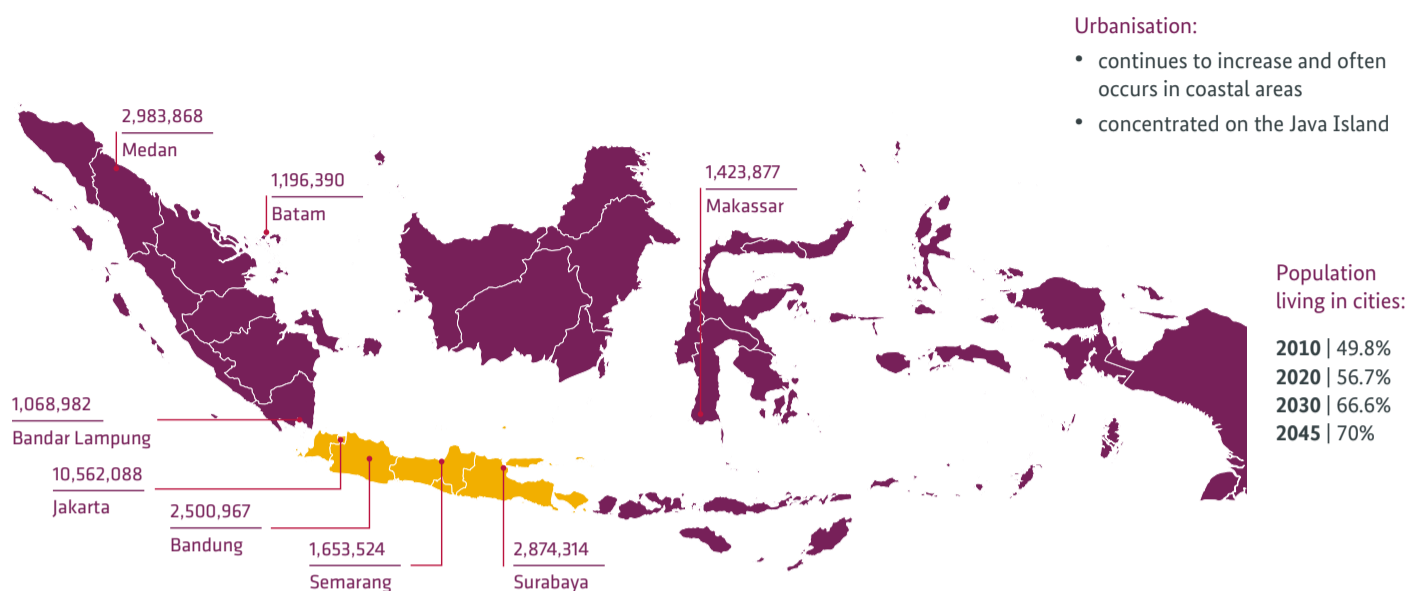 Urbanisation:
• continues to increase and often
occurs in coastal areas
• concentrated on the Java Island
2,983,868
Medan
1,196,390
Batam
1,423,877
Makassar
Population
living in cities:
2010 | 49.8%
2020 | 56.7%
2030 | 66.6%
2045 | 70%
1,068,982
Bandar Lampung
10,562,088
Jakarta
2,500,967
Bandung
1,653,524
Semarang
2,874,314
Surabaya